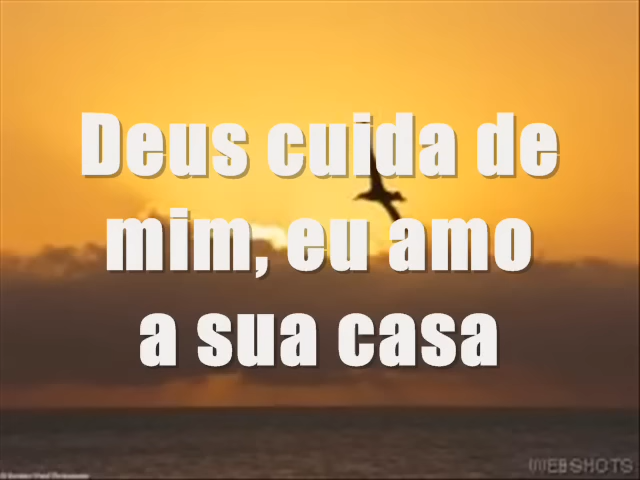 Deus cuida de
mim, eu amo
a sua casa
WEBSHOTS